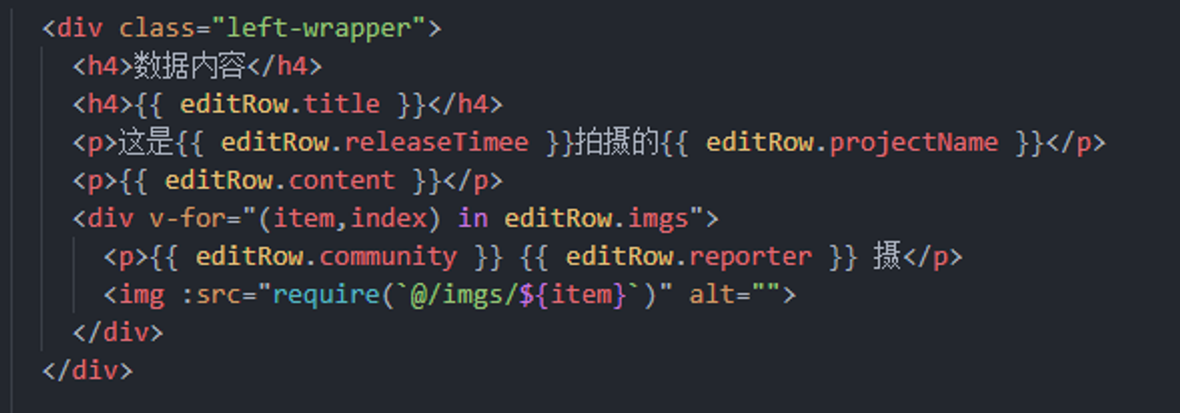 <div class="left-wrapper">
<h4>数据内容</h4>
<h4>{{ editRow.title }}</h4>
<p>这是{{ editRow.releaseTimee }}拍摄的{{ editRow.projectName }}</p>
<p>{{ editRow.content }}</p>
<div v-for="(item,index) in editRow.imgs">
<p>{{ editRow.community }} {{ editRow.reporter }} 摄</p>
<img :src="require(`@/imgs/${item}`)" alt="">
</div>
</div>